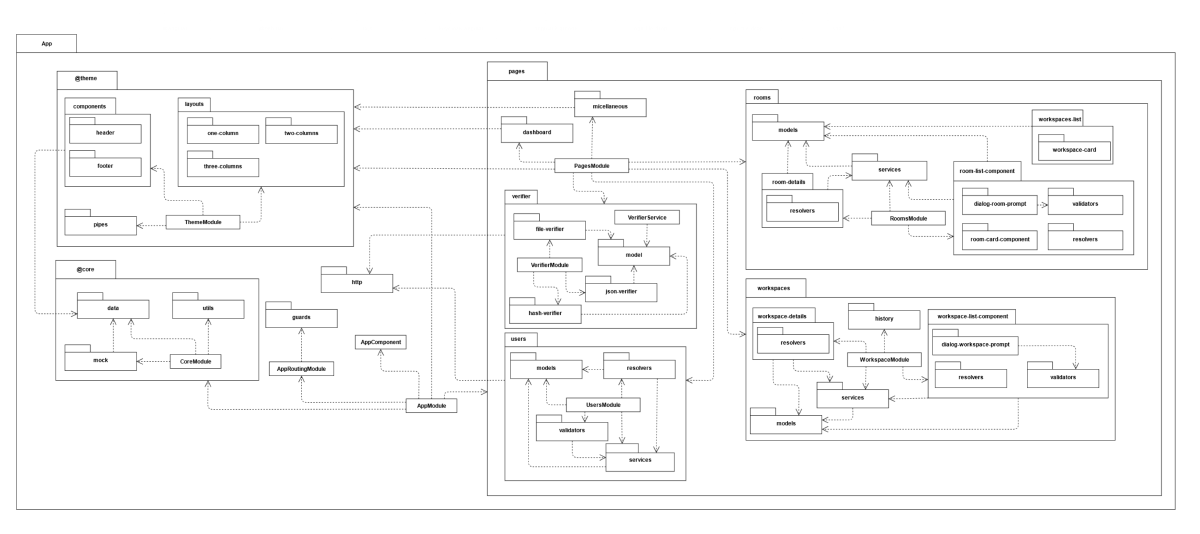 App
@theme
components
header
footer
layouts
one-column
two-columns
three-columns
pipes
ThemeModule
@core
data
utils
mock
CoreModule
http
guards
AppComponent
AppRoutingModule
AppModule
pages
micellaneous
dashboard
PagesModule
verifier
VerifierService
file-verifier
model
VerifierModule
json.verifier
hash-verifier
users
models
resolvers
UsersModule
validators
services
rooms
models
workspaces.list
workspace-card
services
room-details
resolvers
RoomsModule
room-list-component
dialog-room-prompt
validators
room-card-component
resolvers
workspaces
workspace-details
resolvers
history
WorkspaceModule
services
models
workspace-list.component
dialog-workspace-prompt
resolvers
validators